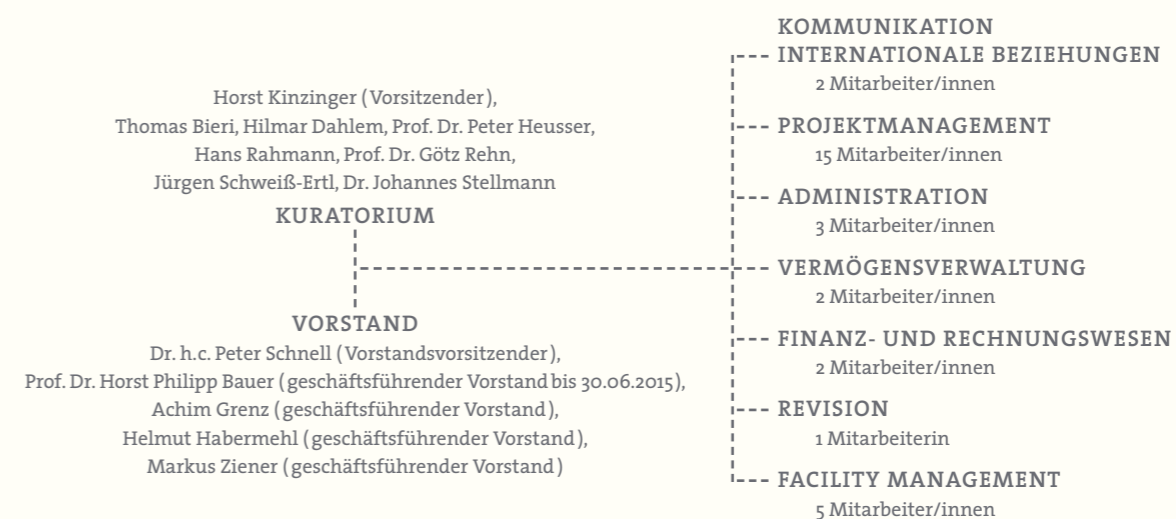 Horst Kinzinger (Vorsitzender),
Thomas Bieri, Hilmar Dahlem, Prof. Dr. Peter Heusser,
Hans Rahmann, Prof. Dr. Götz Rehn,
Jürgen Schweiß-Ertl, Dr. Johannes Stellmann
KURATORIUM
VORSTAND
Dr. h.c. Peter Schnell (Vorstandsvorsitzender),
Prof. Dr. Horst Philipp Bauer (geschäftsführender Vorstand bis 30.06.2015),
Achim Grenz (geschäftsführender Vorstand),
Helmut Habermehl (geschäftsführender Vorstand),
Markus Ziener (geschäftsführender Vorstand)
KOMMUNIKATION
INTERNATIONALE BEZIEHUNGEN
2 Mitarbeiter/innen
PROJEKTMANAGEMENT
15 Mitarbeiter/innen
ADMINISTRATION
3 Mitarbeiter/innen
VERMÖGENSVERWALTUNG
2 Mitarbeiter/innen
FINANZ- UND RECHNUNGSWESEN
2 Mitarbeiter/innen
REVISION
1 Mitarbeiterin
FACILITY MANAGEMENT
5 Mitarbeiter/innen